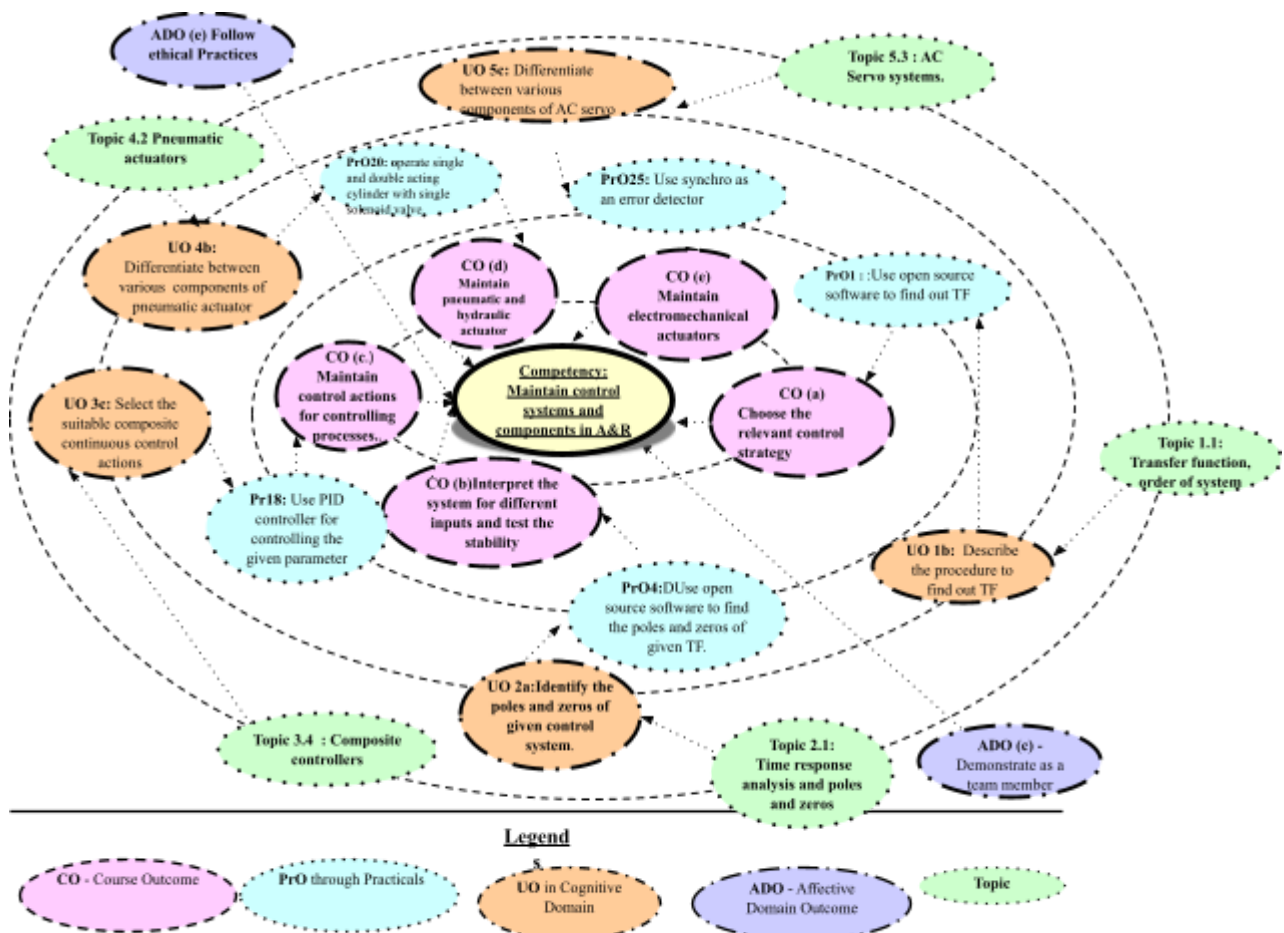 ADO (e) Follow
ethical Practices
UO 5c: Differentiate
between various
components of AC servo
Topic 5.3 : AC
Servo systems.
Topic 4.2 Pneumatic
actuators
PrO20: operate single
and double acting
cylinder with single
solenoid valve
PrO25: Use synchro as
an error detector
UO 4b:
Differentiate between
various components of
pneumatic actuator
CO (d)
Maintain
pneumatic and
hydraulic
actuator
CO (e)
Maintain
electromechanical
actuators
PrO1 : :Use open source
software to find out TF
CO (c.)
Maintain
control actions
for controlling
processes..
Competency:
Maintain control
systems and
components in A&R
CO (a)
Choose the
relevant control
strategy
UO 3c: Select the
suitable composite
continuous control
actions
Topic 1.1:
Transfer function,
order of system
Pr18: Use PID
controller for
controlling the
given parameter
CO (b)Interpret the
system for different
inputs and test the
stability
UO 1b: Describe
the procedure to
find out TF
PrO4:DUse open
source software to find
the poles and zeros of
given TF.
UO 2a:Identify the
poles and zeros of
given control
system.
Topic 3.4 : Composite
controllers
Topic 2.1:
Time response
analysis and poles
and zeros
ADO (c) -
Demonstrate as a
team member
Legend
s
CO - Course Outcome
PrO through Practicals
UO in Cognitive
Domain
ADO - Affective
Domain Outcome
Topic